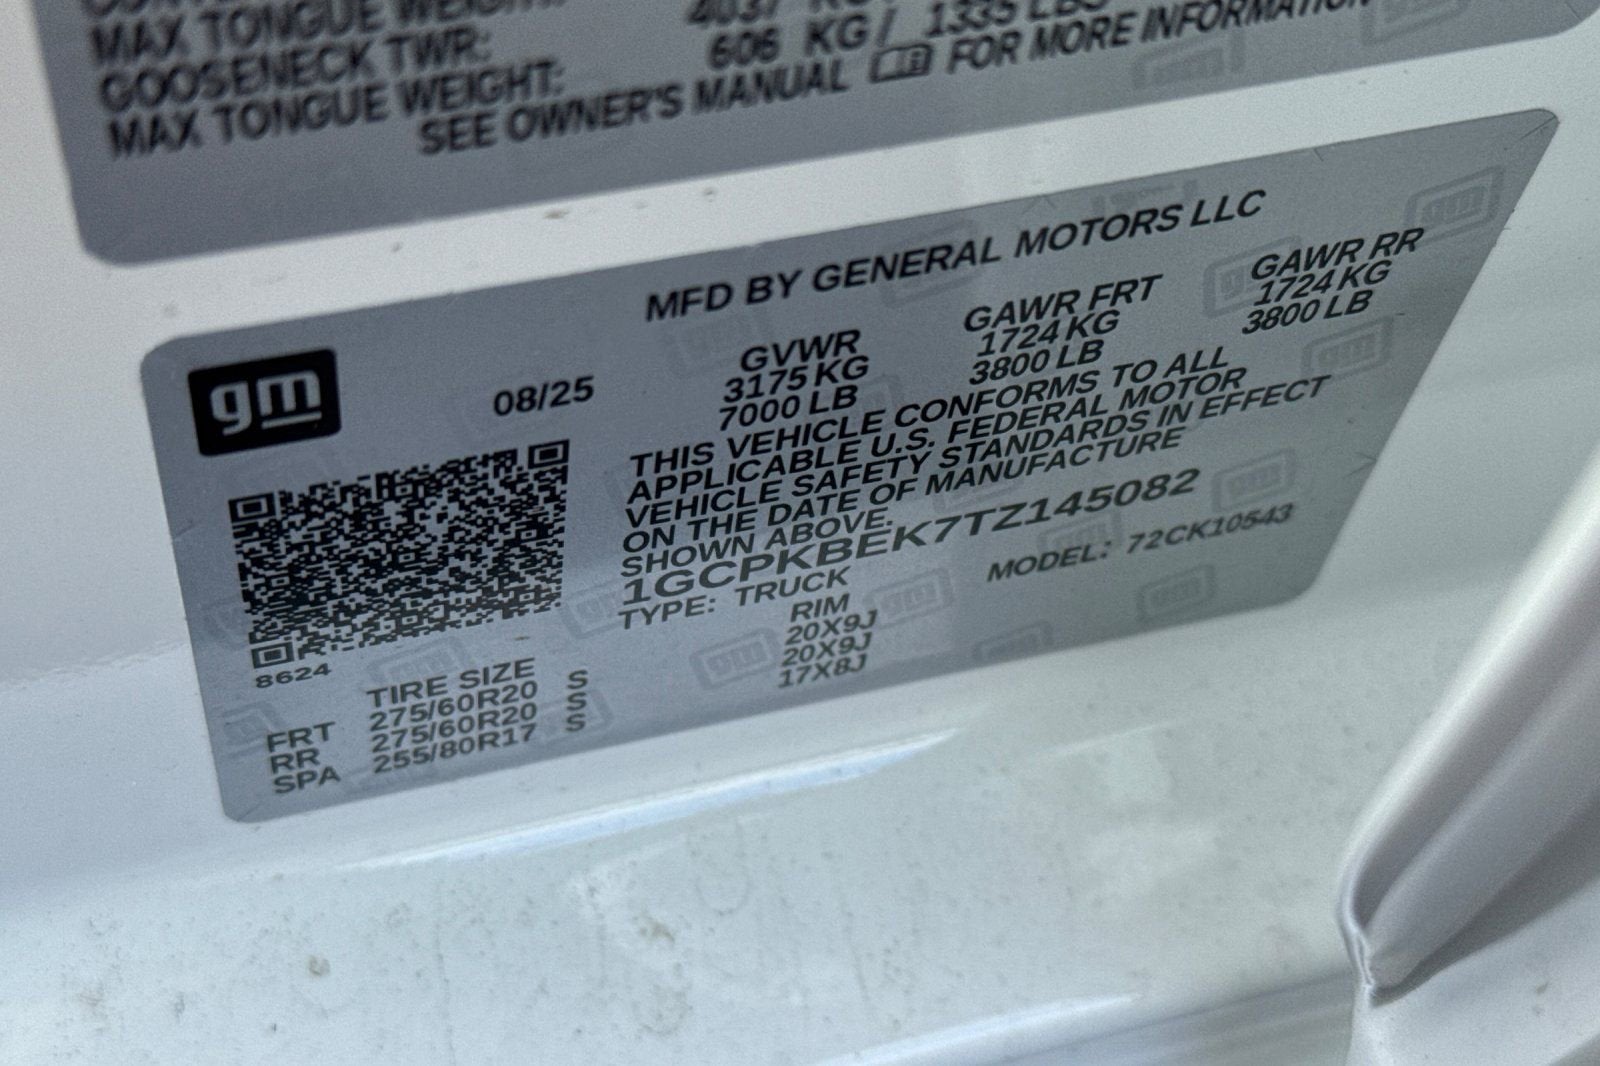 MAX TONGUE WEIGHT:
GOOSENECK TWR: 4037 KG
MAX TONGUE WEIGHT: 606 KG / 1335 LBS
SEE OWNER'S MANUAL FOR MORE INFORMATION
MFD BY GENERAL MOTORS LLC
gm
08/25
GVWR GAWR FRT GAWR RR
3175 KG 1724 KG 1724 KG
7000 LB 3800 LB 3800 LB
THIS VEHICLE CONFORMS TO ALL
APPLICABLE U.S. FEDERAL MOTOR
VEHICLE SAFETY STANDARDS IN EFFECT
ON THE DATE OF MANUFACTURE
SHOWN ABOVE.
1GCPKBEK7TZ145082
TYPE: TRUCK MODEL: 72CK10543
8624
TIRE SIZE RIM
FRT 275/60R20 S 20X9J
RR 275/60R20 S 20X9J
SPA 255/80R17 S 17X8J